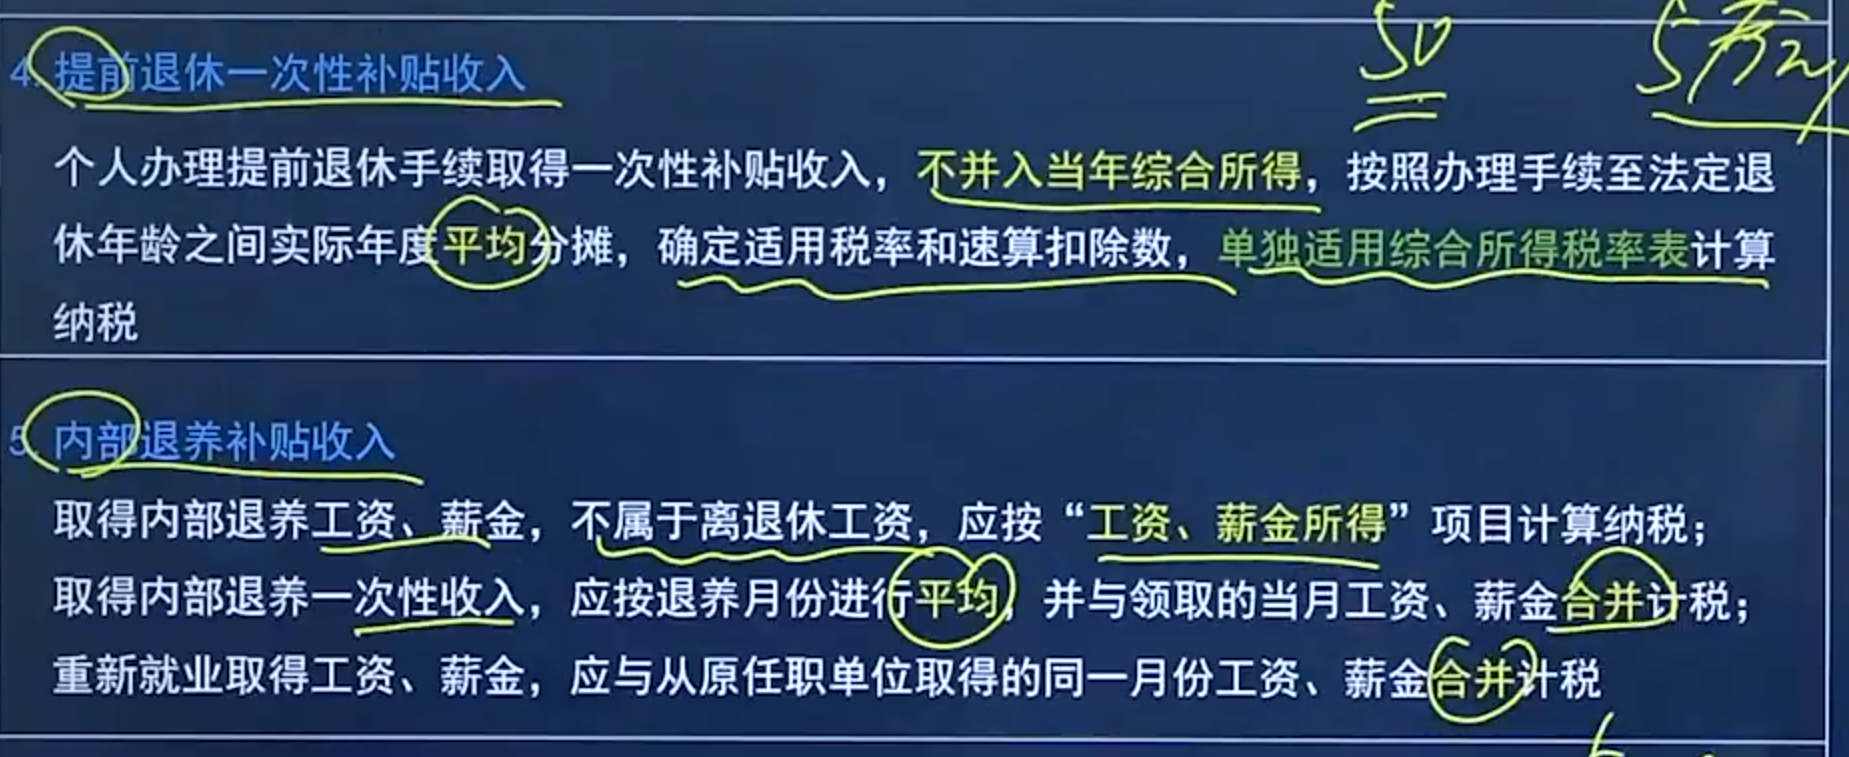 50
5万元
4. 提前退休一次性补贴收入
个人办理提前退休手续取得一次性补贴收入，不并入当年综合所得，按照办理手续至法定退
休年龄之间实际年度平均分摊，确定适用税率和速算扣除数，单独适用综合所得税率表计算
纳税
5. 内部退养补贴收入
取得内部退养工资、薪金，不属于离退休工资，应按“工资、薪金所得”项目计算纳税；
取得内部退养一次性收入，应按退养月份进行平均，并与领取的当月工资、薪金合并计税；
重新就业取得工资、薪金，应与从原任职单位取得的同一月份工资、薪金合并计税